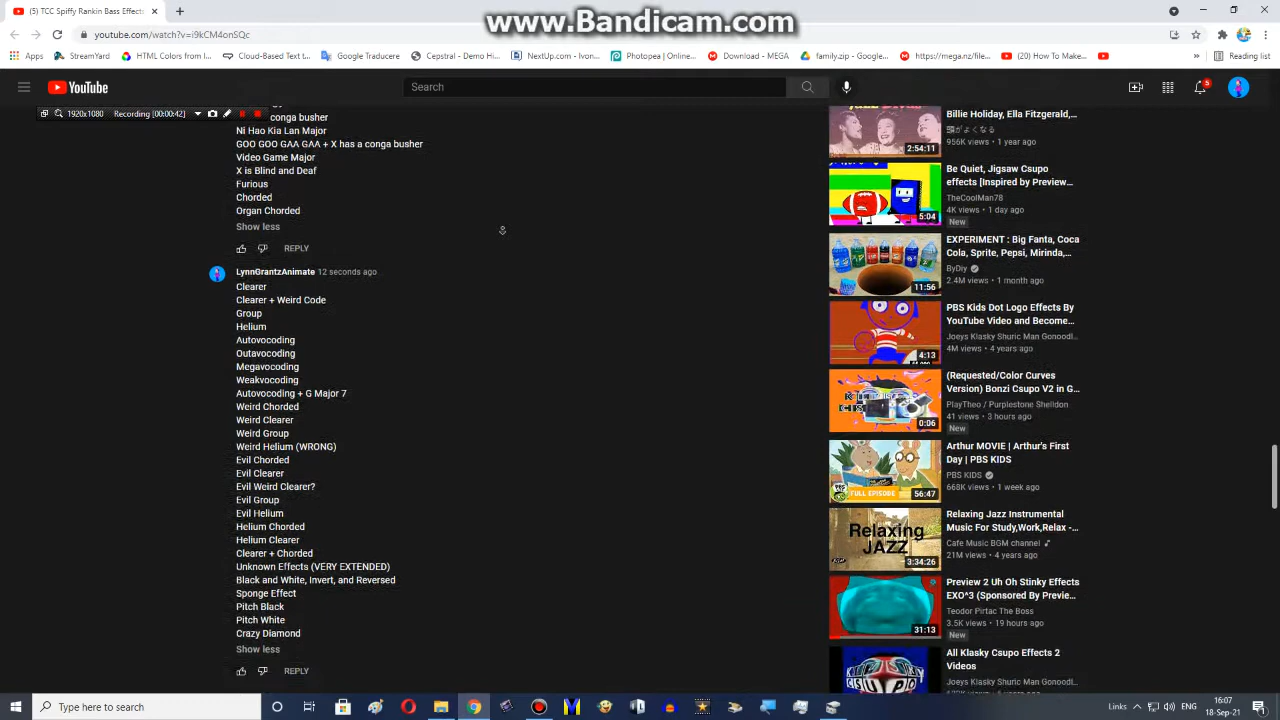 www.Bandicam.com
(5) TCC Spiffy Rankin Bass Effect
youtube.com/watch?v=i9kCM4onSQc
Apps
StreamYard
HTML Colors from I...
Cloud-Based Text t...
Google Traducere
Cepstral - Demo Hi...
NextUp.com - Ivon...
Photopea | Online...
Download - MEGA
family.zip - Google...
https://mega.nz/file...
(20) How To Make...
»
Reading list
YouTube
Search
5
1920x1080 Recording [00:00:42]
conga busher
Ni Hao Kia Lan Major
GOO GOO GAA GAA + X has a conga busher
Video Game Major
X is Blind and Deaf
Furious
Chorded
Organ Chorded
Show less
REPLY
LynnGrantzAnimate 12 seconds ago
Clearer
Clearer + Weird Code
Group
Helium
Autovocoding
Outavocoding
Megavocoding
Weakvocoding
Autovocoding + G Major 7
Weird Chorded
Weird Clearer
Weird Group
Weird Helium (WRONG)
Evil Chorded
Evil Clearer
Evil Weird Clearer?
Evil Group
Evil Helium
Helium Chorded
Helium Clearer
Clearer + Chorded
Unknown Effects (VERY EXTENDED)
Black and White, Invert, and Reversed
Sponge Effect
Pitch Black
Pitch White
Crazy Diamond
Show less
REPLY
2:54:11
Billie Holiday, Ella Fitzgerald,...
956K views • 1 year ago
5:04
Be Quiet, Jigsaw Csupo
effects [Inspired by Preview...
TheCoolMan78
4K views • 1 day ago
New
11:56
EXPERIMENT : Big Fanta, Coca
Cola, Sprite, Pepsi, Mirinda,...
ByDiy
2.4M views • 1 month ago
4:13
PBS Kids Dot Logo Effects By
YouTube Video and Become...
Joeys Klasky Shuric Man Gonoodl...
4M views • 4 years ago
0:06
(Requested/Color Curves
Version) Bonzi Csupo V2 in G...
PlayTheo / Purplestone Shelldon
41 views • 3 hours ago
New
FULL EPISODE
56:47
Arthur MOVIE | Arthur's First
Day | PBS KIDS
PBS KIDS
668K views • 1 week ago
Relaxing
JAZZ
3:34:26
Relaxing Jazz Instrumental
Music For Study,Work,Relax -...
Cafe Music BGM channel
21M views • 4 years ago
31:13
Preview 2 Uh Oh Stinky Effects
EXO^3 (Sponsored by Previe...
Teodor Pirtac The Boss
3.5K views • 19 hours ago
New
All Klasky Csupo Effects 2
Videos
Joeys Klasky Shuric Man Gonoodl...
Type here to search
Links
16:07
18-Sep-21